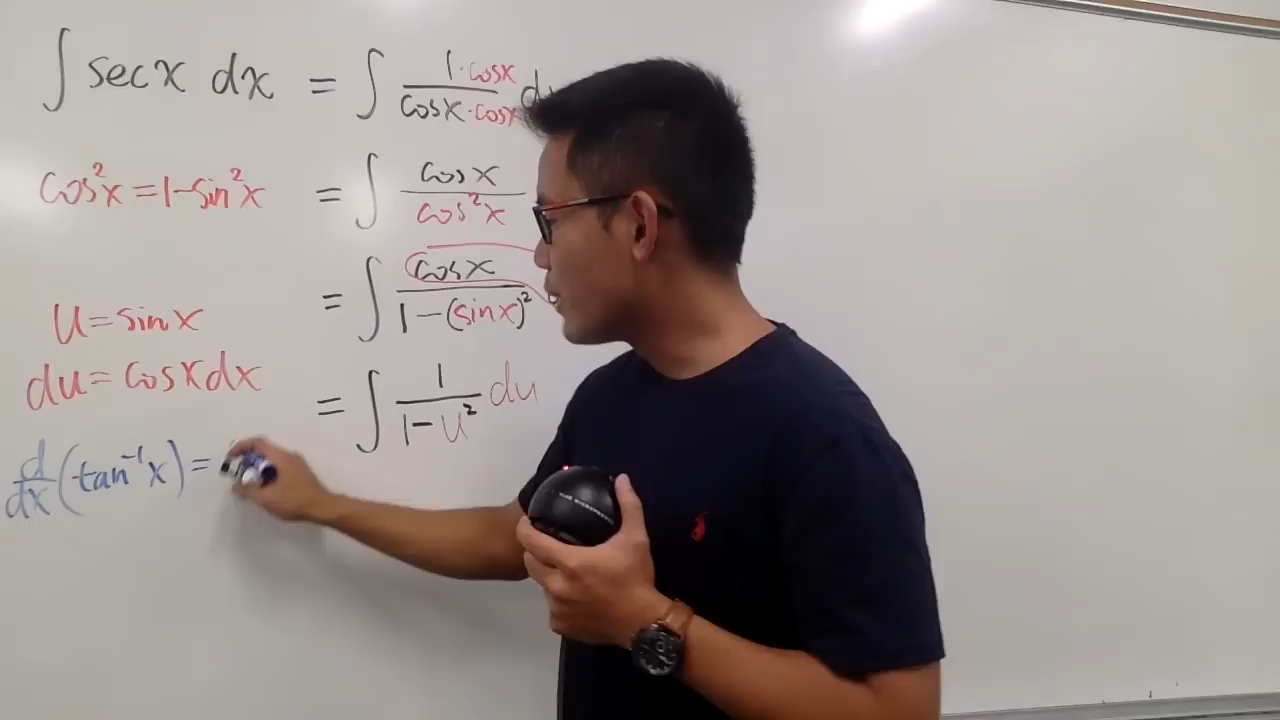 ∫ sec x dx = ∫ 1·cos x / cos x·cos x d
cos²x = 1 - sin²x = ∫ cos x / cos²x
= ∫ cos x / 1 - (sin x)²
u = sin x
du = cos x dx = ∫ 1 / 1 - u² du
d/dx (tan⁻¹ x) =